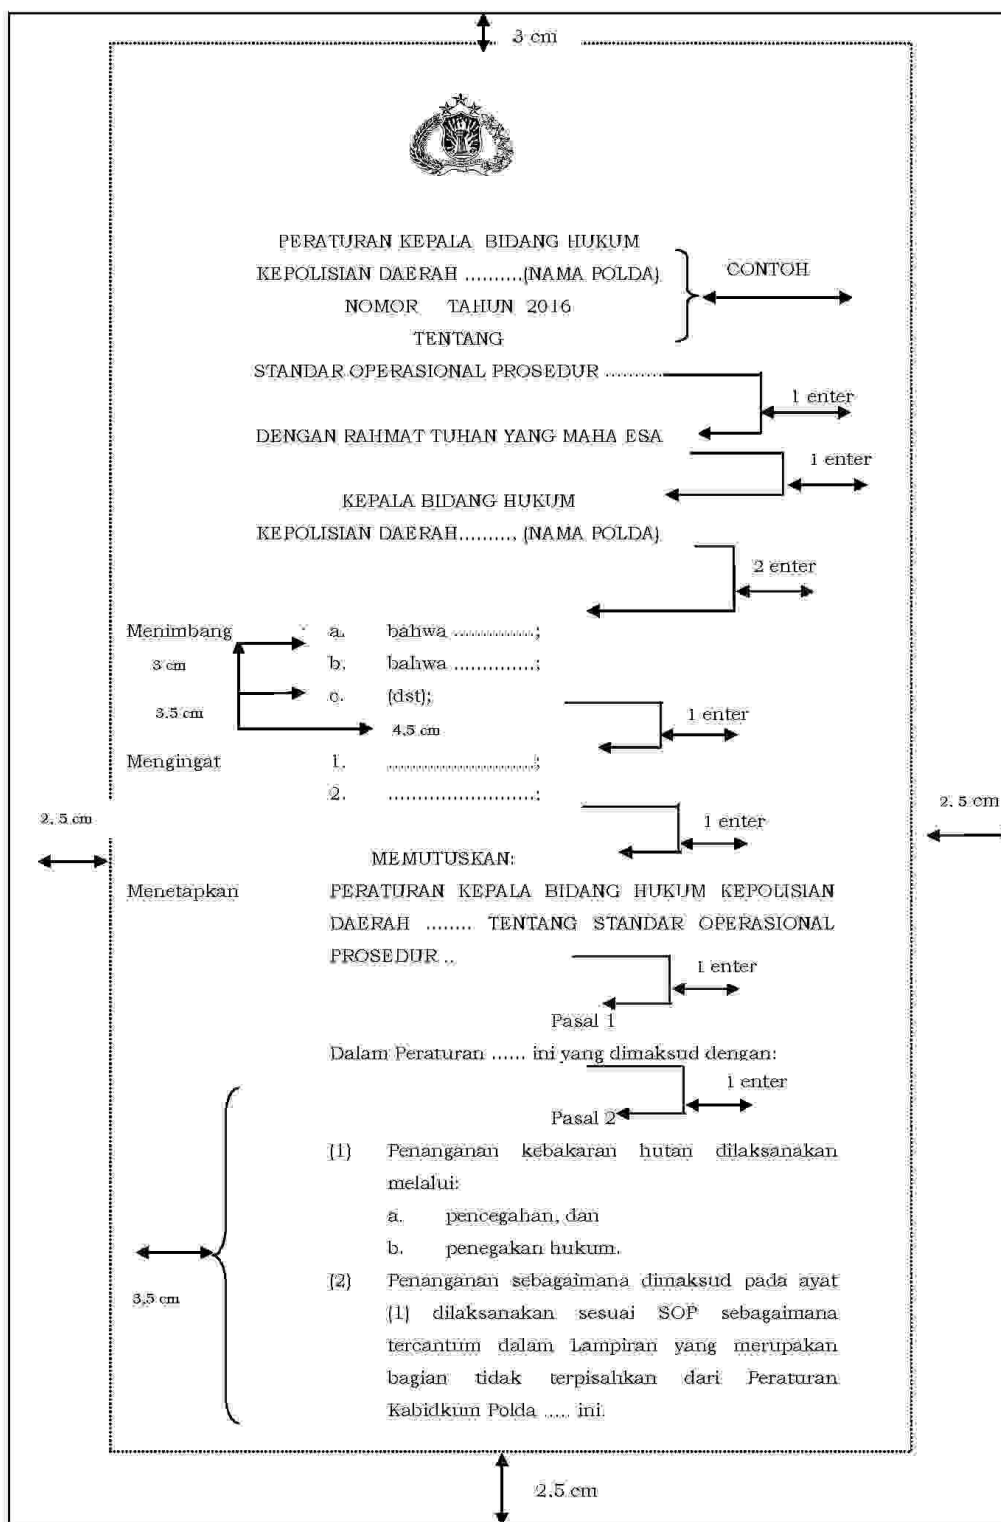 3 cm
PERATURAN KEPALA BIDANG HUKUM
KEPOLISIAN DAERAH ..........(NAMA POLDA)
CONTOH
NOMOR TAHUN 2016
TENTANG
STANDAR OPERASIONAL PROSEDUR ..........
1 enter
DENGAN RAHMAT TUHAN YANG MAHA ESA
1 enter
KEPALA BIDANG HUKUM
KEPOLISIAN DAERAH.........., (NAMA POLDA)
2 enter
Menimbang : a. bahwa ...............;
3 cm b. bahwa ...............;
c. (dst);
3.5 cm 4.5 cm 1 enter
Mengingat 1. ..........................;
2. ..........................;
2. 5 cm 1 enter 2. 5 cm
MEMUTUSKAN:
Menetapkan PERATURAN KEPALA BIDANG HUKUM KEPOLISIAN
DAERAH ........ TENTANG STANDAR OPERASIONAL
PROSEDUR ..
1 enter
Pasal 1
Dalam Peraturan ...... ini yang dimaksud dengan:
1 enter
Pasal 2
(1) Penanganan kebakaran hutan dilaksanakan
melalui:
a. pencegahan, dan
b. penegakan hukum.
(2) Penanganan sebagaimana dimaksud pada ayat
3,5 cm
(1) dilaksanakan sesuai SOP sebagaimana
tercantum dalam Lampiran yang merupakan
bagian tidak terpisahkan dari Peraturan
Kabidkum Polda ..... ini.
2.5 cm